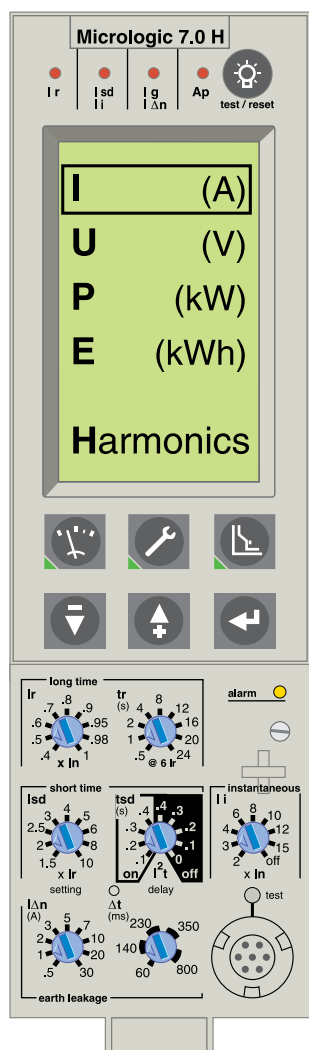 Micrologic 7.0 H
Ir Isd Ii Ig I∆n Ap test / reset
I (A)
U (V)
P (kW)
E (kWh)
Harmonics
long time
alarm
Ir tr (s)
.4 .5 .6 .7 .8 .9 .95 .98 1
x In
.5 1 2 4 8 12 16 20 24
@ 6 Ir
short time
instantaneous
Isd tsd (s) Ii
1.5 2 2.5 3 4 5 6 8 10
x Ir
setting
.1 .2 .3 .4 .4 .3 .2 .1 0
on I²t off
delay
2 3 4 6 8 10 12 15 off
x In
test
I∆n (A) ∆t (ms)
.5 1 2 3 5 7 10 20 30
60 140 230 350 800
earth leakage